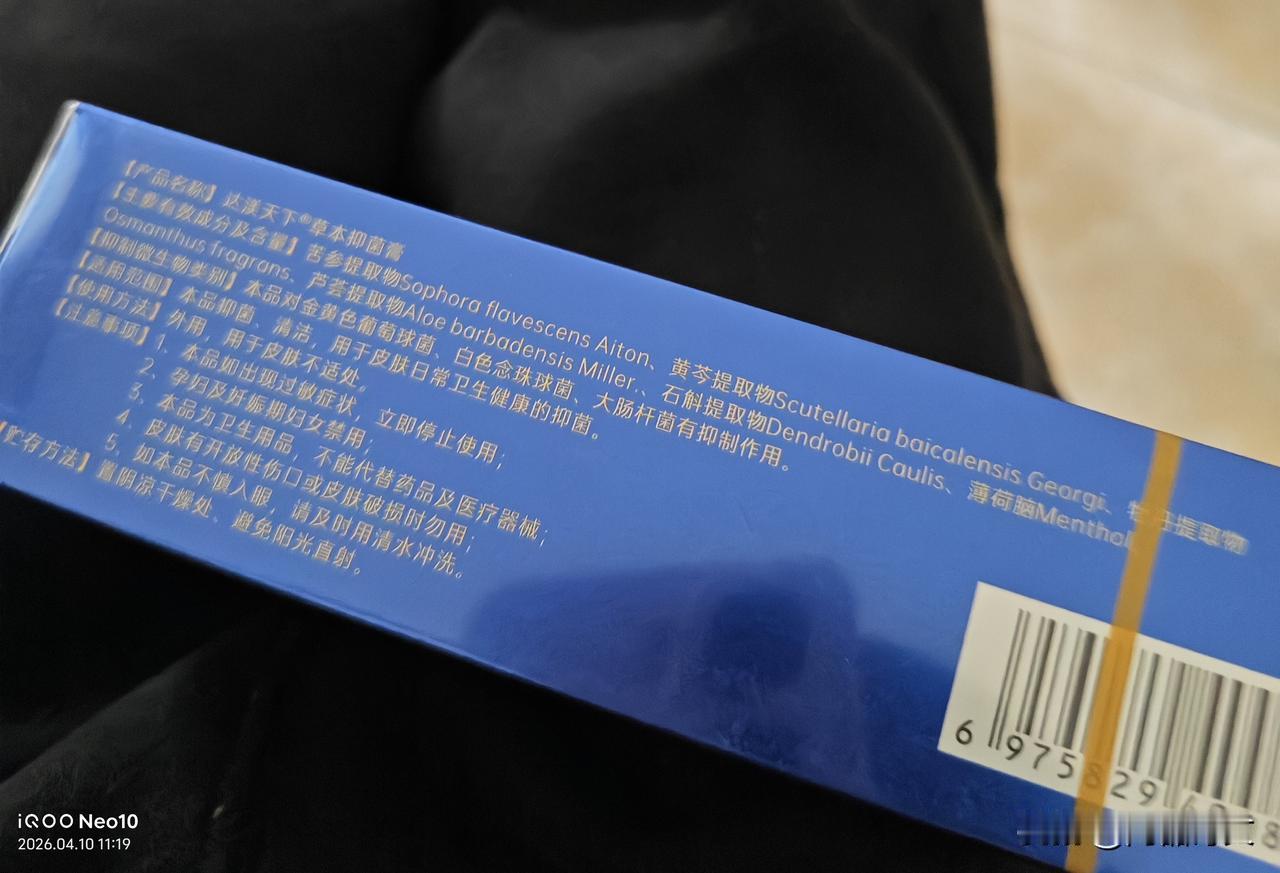 【产品名称】达渼天下®草本抑菌膏
【主要有效成分及含量】苦参提取物Sophora flavescens Aiton、黄芩提取物Scutellaria baicalensis Georgi、牡丹提取物
Osmanthus fragrans、芦荟提取物Aloe barbadensis Miller、石斛提取物Dendrobii Caulis、薄荷脑Menthol
【抑制微生物类别】本品对金黄色葡萄球菌、白色念珠球菌、大肠杆菌有抑制作用。
【适用范围】本品抑菌、清洁，用于皮肤日常卫生健康的抑菌。
【使用方法】外用，用于皮肤不适处。
【注意事项】1、本品如出现过敏症状，立即停止使用；
2、孕妇及妊娠期妇女禁用；
3、本品为卫生用品，不能代替药品及医疗器械；
4、皮肤有开放性伤口或皮肤破损时勿用；
5、如本品不慎入眼，请及时用清水冲洗。
【贮存方法】置阴凉干燥处、避免阳光直射。
6 975829
iQOO Neo10
2026.04.10 11:19